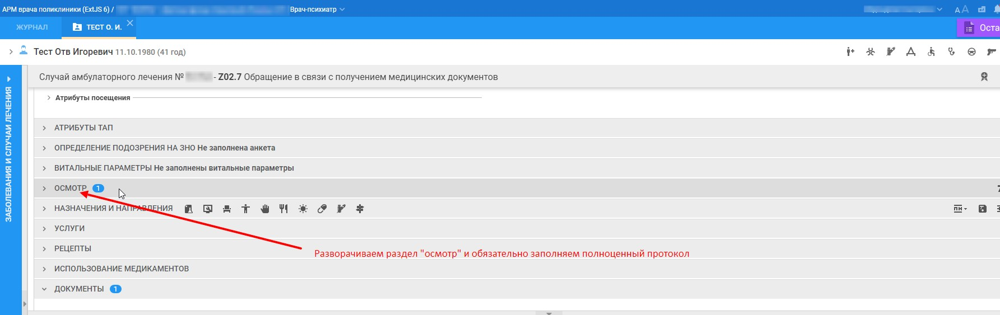 АРМ врача поликлиники (ExtJS 6) / Врач-психиатр
A A
ЖУРНАЛ ТЕСТ О. И. Оста
Тест Отв Игоревич 11.10.1980 (41 год)
ЗАБОЛЕВАНИЯ И СЛУЧАИ ЛЕЧЕНИЯ
Случай амбулаторного лечения № - Z02.7 Обращение в связи с получением медицинских документов
Атрибуты посещения
АТРИБУТЫ ТАП
ОПРЕДЕЛЕНИЕ ПОДОЗРЕНИЯ НА ЗНО Не заполнена анкета
ВИТАЛЬНЫЕ ПАРАМЕТРЫ Не заполнены витальные параметры
ОСМОТР 1
НАЗНАЧЕНИЯ И НАПРАВЛЕНИЯ ПН
УСЛУГИ
РЕЦЕПТЫ
Разворачиваем раздел "осмотр" и обязательно заполняем полноценный протокол
ИСПОЛЬЗОВАНИЕ МЕДИКАМЕНТОВ
ДОКУМЕНТЫ 1